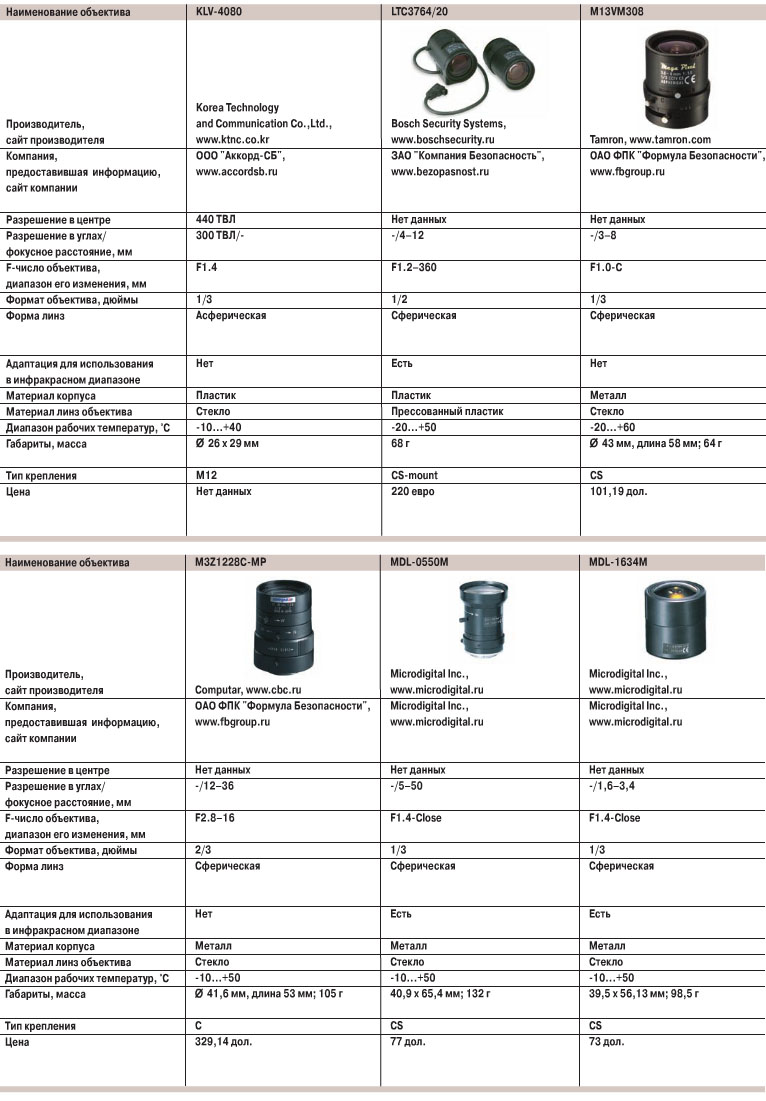 Наименование объектива KLV-4080 LTC3764/20 M13VM308
Korea Technology
and Communication Co.,Ltd.,
Производитель, Bosch Security Systems,
сайт производителя www.ktnc.co.kr www.boschsecurity.ru Tamron, www.tamron.com
Компания, ООО "Аккорд-СБ", ЗАО "Компания Безопасность", ОАО ФПК "Формула Безопасности",
предоставившая информацию, www.accordsb.ru www.bezopasnost.ru www.fbgroup.ru
сайт компании
Разрешение в центре 440 ТВЛ Нет данных Нет данных
Разрешение в углах/ 300 ТВЛ/- -/4–12 -/3–8
фокусное расстояние, мм
F-число объектива, F1.4 F1.2–360 F1.0-C
диапазон его изменения, мм
Формат объектива, дюймы 1/3 1/2 1/3
Форма линз Асферическая Сферическая Сферическая
Адаптация для использования Нет Есть Нет
в инфракрасном диапазоне
Материал корпуса Пластик Пластик Металл
Материал линз объектива Стекло Прессованный пластик Стекло
Диапазон рабочих температур, °С -10...+40 -20...+50 -20...+60
Габариты, масса Ø 26 x 29 мм 68 г Ø 43 мм, длина 58 мм; 64 г
Тип крепления M12 CS-mount CS
Цена Нет данных 220 евро 101,19 дол.
Наименование объектива M3Z1228C-MP MDL-0550M MDL-1634M
Производитель, Microdigital Inc., Microdigital Inc.,
сайт производителя Computar, www.cbc.ru www.microdigital.ru www.microdigital.ru
Компания, ОАО ФПК "Формула Безопасности", Microdigital Inc., Microdigital Inc.,
предоставившая информацию, www.fbgroup.ru www.microdigital.ru www.microdigital.ru
сайт компании
Разрешение в центре Нет данных Нет данных Нет данных
Разрешение в углах/ -/12–36 -/5–50 -/1,6–3,4
фокусное расстояние, мм
F-число объектива, F2.8–16 F1.4-Close F1.4-Close
диапазон его изменения, мм
Формат объектива, дюймы 2/3 1/3 1/3
Форма линз Сферическая Сферическая Сферическая
Адаптация для использования Нет Есть Есть
в инфракрасном диапазоне
Материал корпуса Металл Металл Металл
Материал линз объектива Стекло Стекло Стекло
Диапазон рабочих температур, °С -10...+50 -10...+50 -10...+50
Габариты, масса Ø 41,6 мм, длина 53 мм; 105 г 40,9 x 65,4 мм; 132 г 39,5 x 56,13 мм; 98,5 г
Тип крепления C CS CS
Цена 329,14 дол. 77 дол. 73 дол.